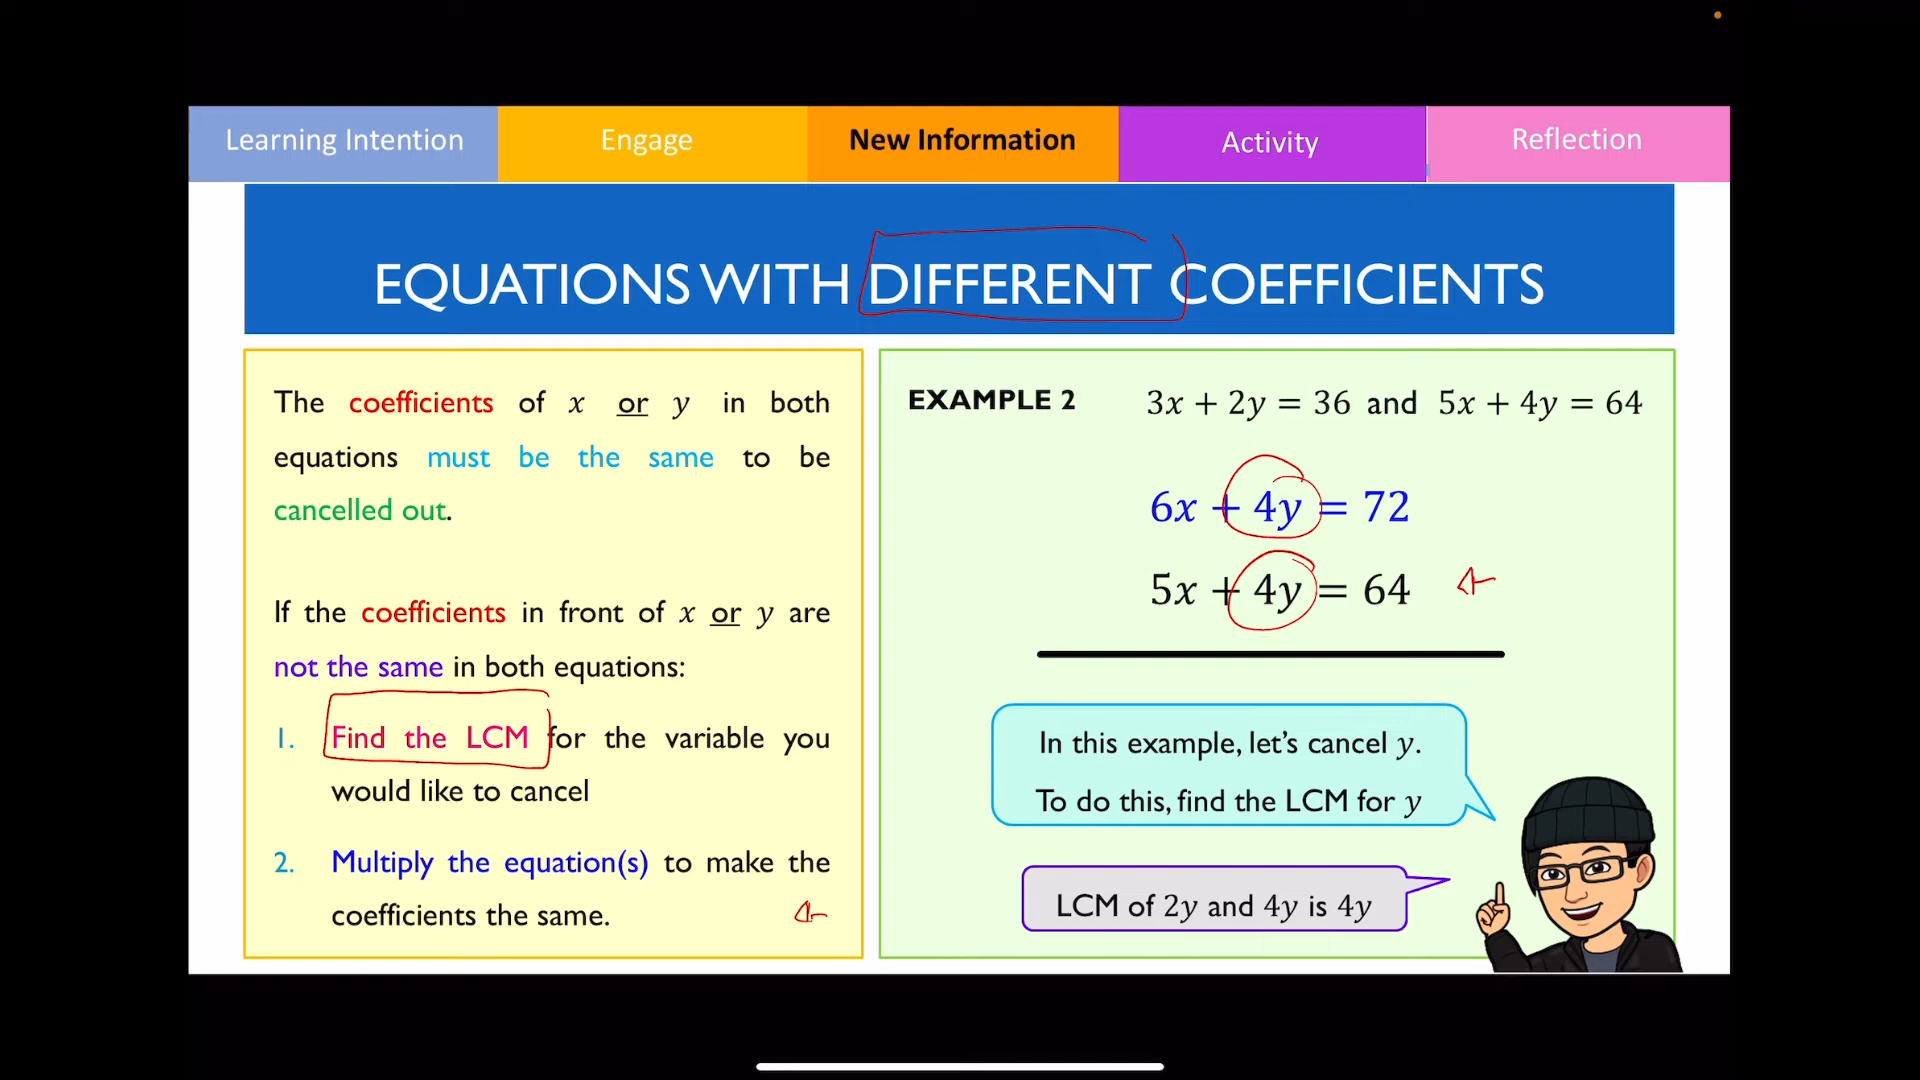 Learning Intention
Engage
New Information
Activity
Reflection
EQUATIONS WITH DIFFERENT COEFFICIENTS
The coefficients of x or y in both
equations must be the same to be
cancelled out.
If the coefficients in front of x or y are
not the same in both equations:
1. Find the LCM for the variable you
would like to cancel
2. Multiply the equation(s) to make the
coefficients the same.
EXAMPLE 2 3x + 2y = 36 and 5x + 4y = 64
6x + 4y = 72
5x + 4y = 64
In this example, let's cancel y.
To do this, find the LCM for y
LCM of 2y and 4y is 4y